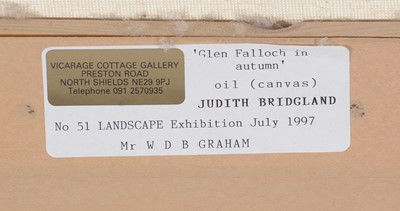 VICARAGE COTTAGE GALLERY
PRESTON ROAD
NORTH SHIELDS NE29 9PJ
Telephone 091 2570935
'Glen Falloch in
autumn'
oil (canvas)
JUDITH BRIDGLAND
No 51 LANDSCAPE Exhibition July 1997
Mr W D B GRAHAM